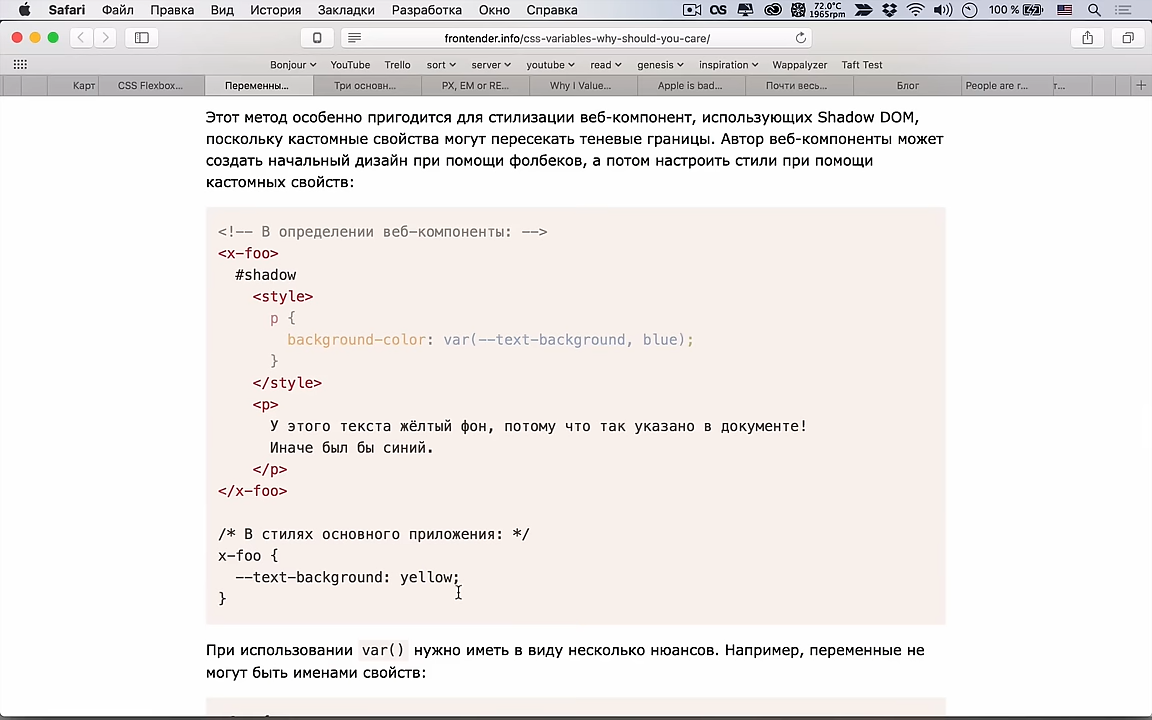 Safari Файл Правка Вид История Закладки Разработка Окно Справка
72.0°C
1965rpm
100 %
frontender.info/css-variables-why-should-you-care/
Bonjour YouTube Trello sort server youtube read genesis inspiration Wappalyzer Taft Test
Карт CSS Flexbox... Переменны... Три основн... PX, EM or RE... Why I Value... Apple is bad... Почти весь... Блог People are r... т...
Этот метод особенно пригодится для стилизации веб-компонент, использующих Shadow DOM,
поскольку кастомные свойства могут пересекать теневые границы. Автор веб-компоненты может
создать начальный дизайн при помощи фолбеков, а потом настроить стили при помощи
кастомных свойств:
<!-- В определении веб-компоненты: -->
<x-foo>
#shadow
<style>
p {
background-color: var(--text-background, blue);
}
</style>
<p>
У этого текста жёлтый фон, потому что так указано в документе!
Иначе был бы синий.
</p>
</x-foo>
/* В стилях основного приложения: */
x-foo {
--text-background: yellow;
}
При использовании var() нужно иметь в виду несколько нюансов. Например, переменные не
могут быть именами свойств: